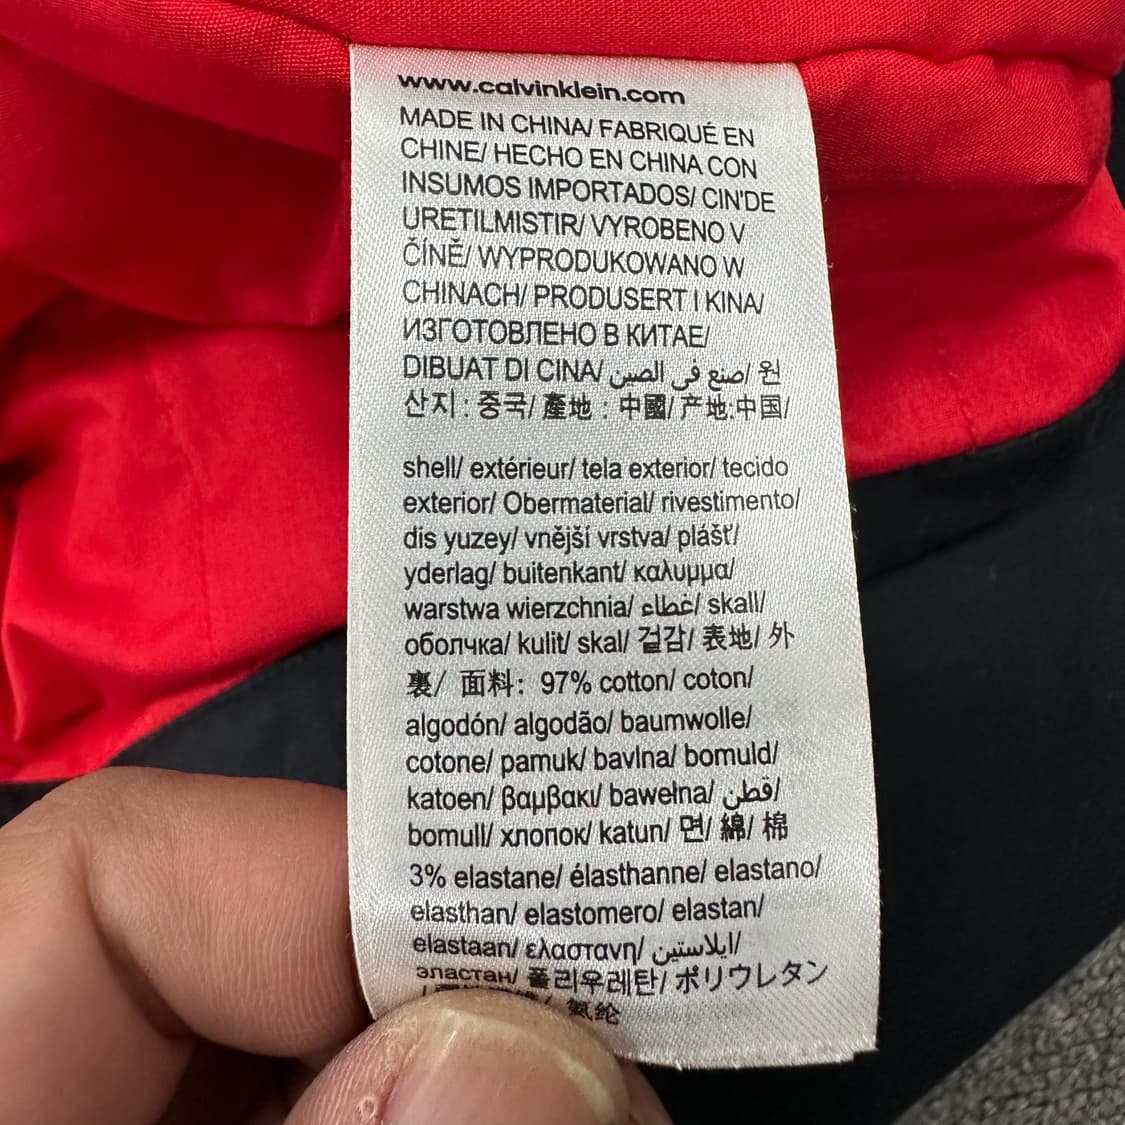 www.calvinklein.com
MADE IN CHINA/ FABRIQUÉ EN
CHINE/ HECHO EN CHINA CON
INSUMOS IMPORTADOS/ CIN'DE
URETILMISTIR/ VYROBENO V
ČÍNĚ/ WYPRODUKOWANO W
CHINACH/ PRODUSERT I KINA/
ИЗГОТОВЛЕНО В КИТАЕ/
DIBUAT DI CINA/ صنع في الصين/ 원
산지 : 중국/ 產地 : 中國/ 产地:中国/
shell/ extérieur/ tela exterior/ tecido
exterior/ Obermaterial/ rivestimento/
dis yuzey/ vnější vrstva/ plášť/
yderlag/ buitenkant/ καλυμμα/
warstwa wierzchnia/ غطاء/ skall/
оболчка/ kulit/ skal/ 겉감/ 表地/ 外
裏/ 面料: 97% cotton/ coton/
algodón/ algodão/ baumwolle/
cotone/ pamuk/ bavlna/ bomuld/
katoen/ βαμβακι/ bawełna/ قطن/
bomull/ хлопок/ katun/ 면/ 綿/ 棉
3% elastane/ élasthanne/ elastano/
elasthan/ elastomero/ elastan/
elastaan/ ελαστανη/ ايلاستين/
эластан/ 폴리우레탄/ ポリウレタン
氨纶